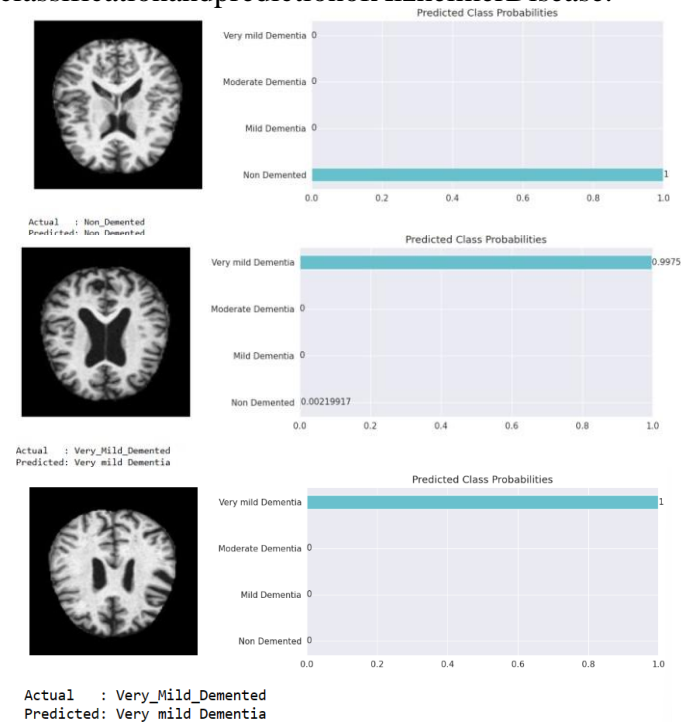 classificationandpredictionofAlzheimerDisease.
Predicted Class Probabilities
Very mild Dementia 0
Moderate Dementia 0
Mild Dementia 0
Non Demented 1
0.0 0.2 0.4 0.6 0.8 1.0
Actual : Non_Demented
Predicted: Non Demented
Predicted Class Probabilities
Very mild Dementia 0.9975
Moderate Dementia 0
Mild Dementia 0
Non Demented 0.00219917
0.0 0.2 0.4 0.6 0.8 1.0
Actual : Very_Mild_Demented
Predicted: Very mild Dementia
Predicted Class Probabilities
Very mild Dementia 1
Moderate Dementia 0
Mild Dementia 0
Non Demented 0
0.0 0.2 0.4 0.6 0.8 1.0
Actual : Very_Mild_Demented
Predicted: Very mild Dementia